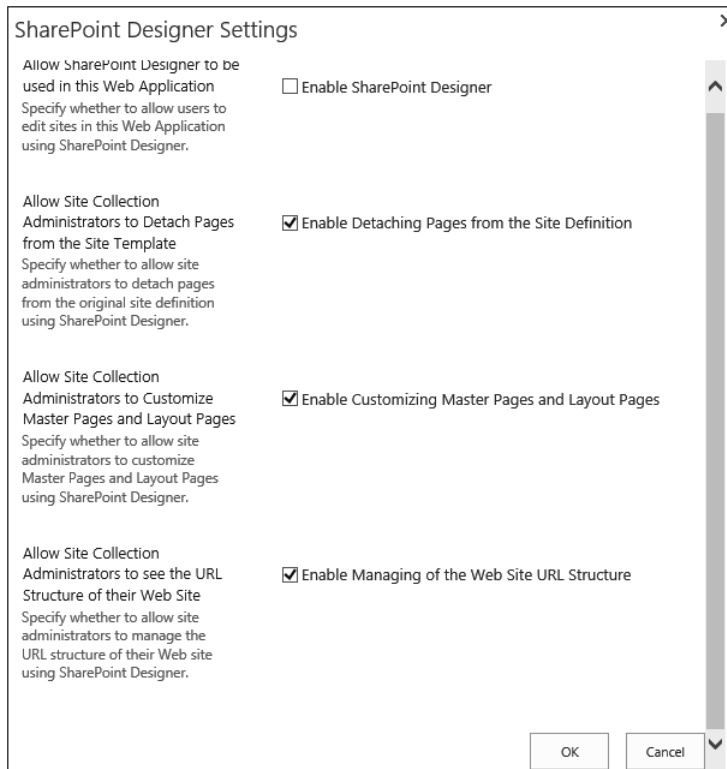 SharePoint Designer Settings
Allow SharePoint Designer to be
used in this Web Application
Specify whether to allow users to
edit sites in this Web Application
using SharePoint Designer.
Enable SharePoint Designer
Allow Site Collection
Administrators to Detach Pages
from the Site Template
Specify whether to allow site
administrators to detach pages
from the original site definition
using SharePoint Designer.
Enable Detaching Pages from the Site Definition
Allow Site Collection
Administrators to Customize
Master Pages and Layout Pages
Specify whether to allow site
administrators to customize
Master Pages and Layout Pages
using SharePoint Designer.
Enable Customizing Master Pages and Layout Pages
Allow Site Collection
Administrators to see the URL
Structure of their Web Site
Specify whether to allow site
administrators to manage the
URL structure of their Web site
using SharePoint Designer.
Enable Managing of the Web Site URL Structure
OK
Cancel